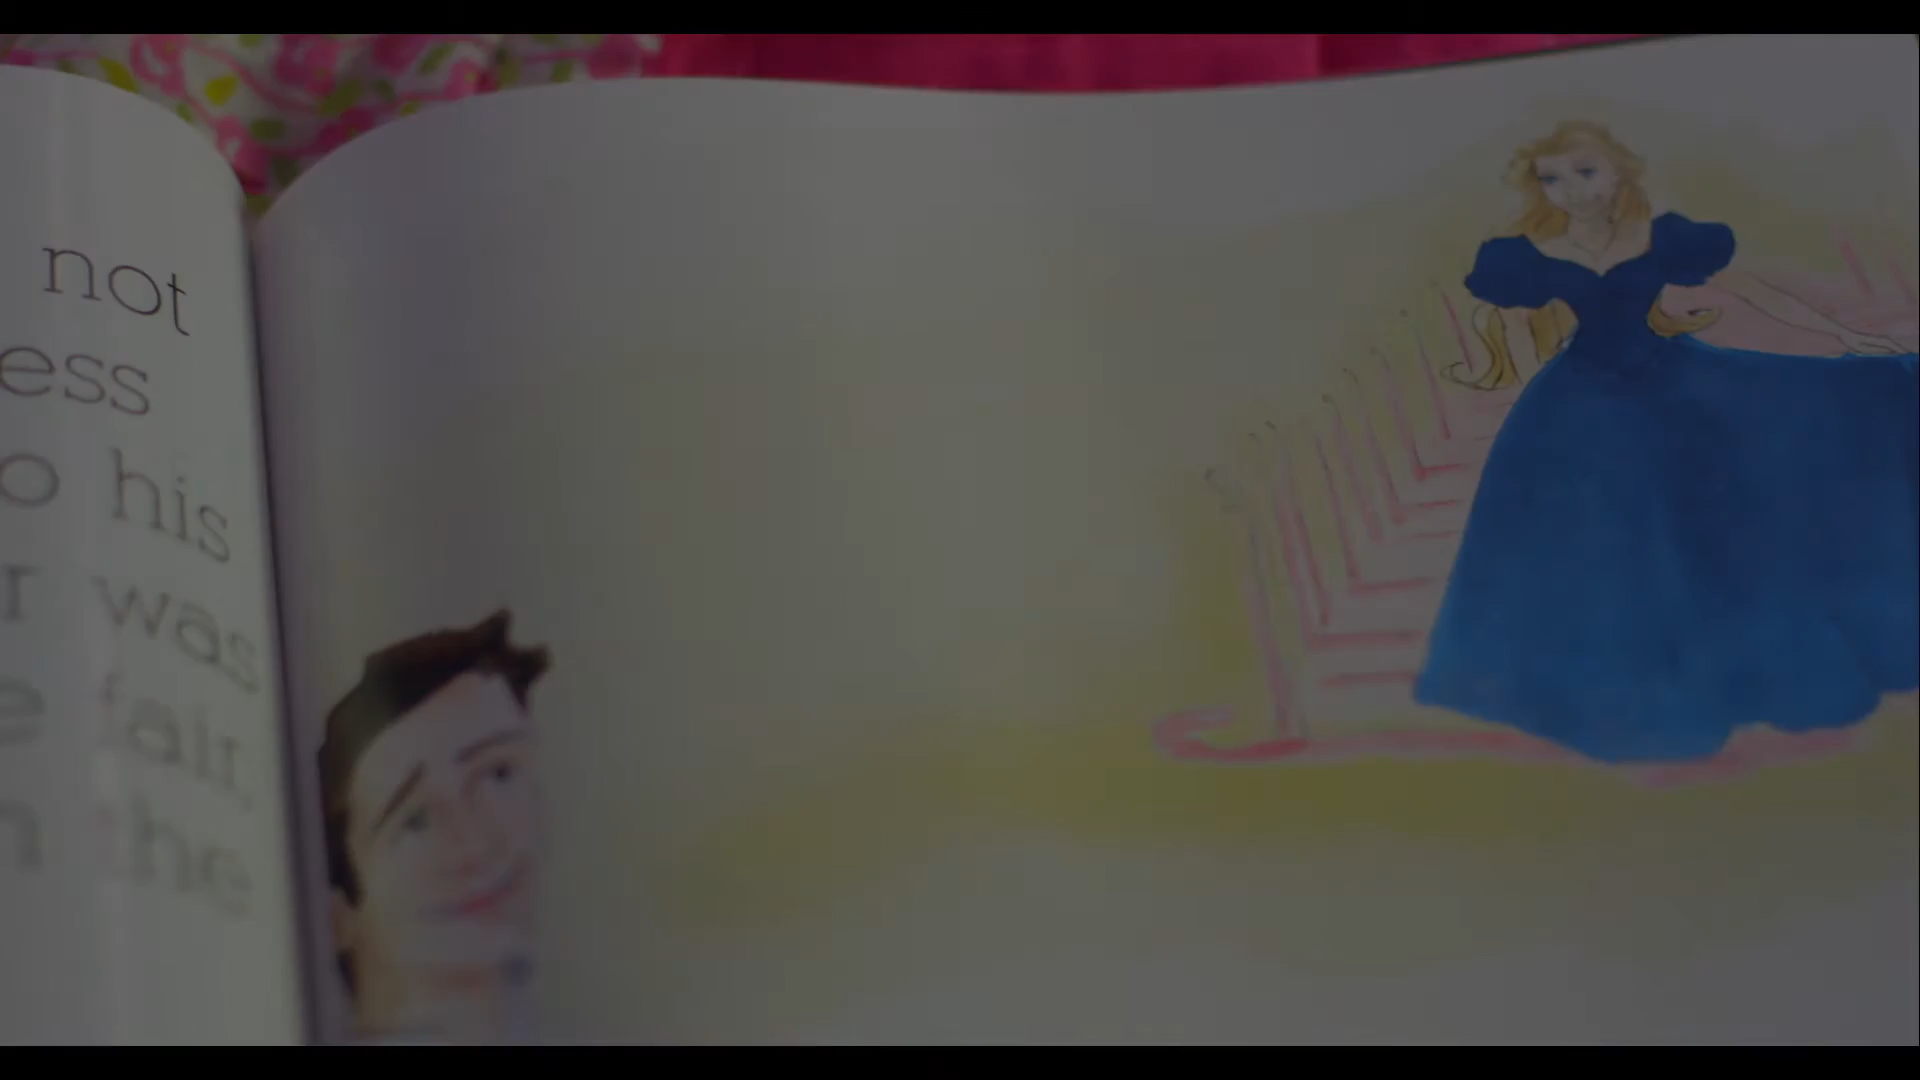 not
ess
o his
r was
e fair,
n the